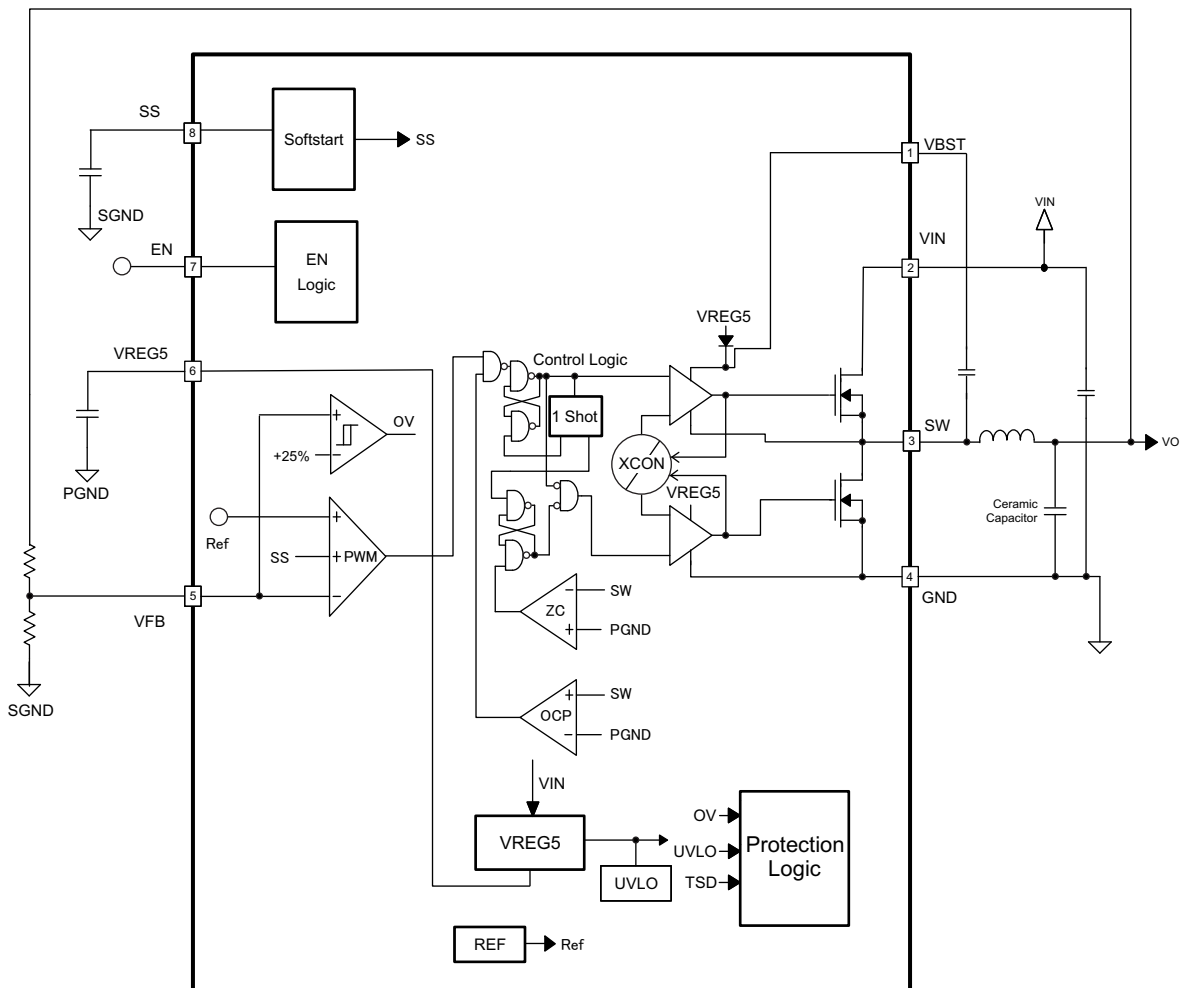 SS
8
Softstart
SS
SGND
EN
7
EN
Logic
VREG5
6
PGND
OV
+25%
-
+
Ref
+
SS
+
PWM
-
5
VFB
SGND
Control Logic
1 Shot
VREG5
XCON
VREG5
1
VBST
VIN
VIN
2
3
SW
VO
Ceramic
Capacitor
4
GND
-
SW
ZC
+
PGND
+
SW
OCP
-
PGND
VIN
VREG5
UVLO
OV
UVLO
TSD
Protection
Logic
REF
Ref